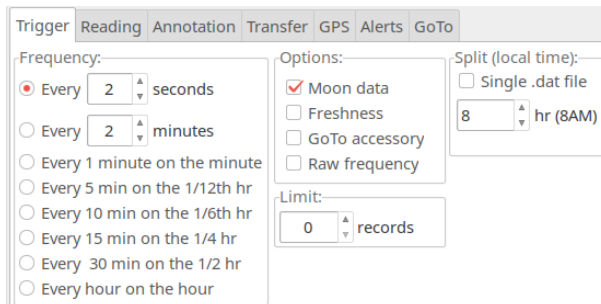 Trigger Reading Annotation Transfer GPS Alerts GoTo
Frequency:
Every 2 seconds
Every 2 minutes
Every 1 minute on the minute
Every 5 min on the 1/12th hr
Every 10 min on the 1/6th hr
Every 15 min on the 1/4 hr
Every 30 min on the 1/2 hr
Every hour on the hour
Options:
Moon data
Freshness
GoTo accessory
Raw frequency
Limit:
0 records
Split (local time):
Single .dat file
8 hr (8AM)